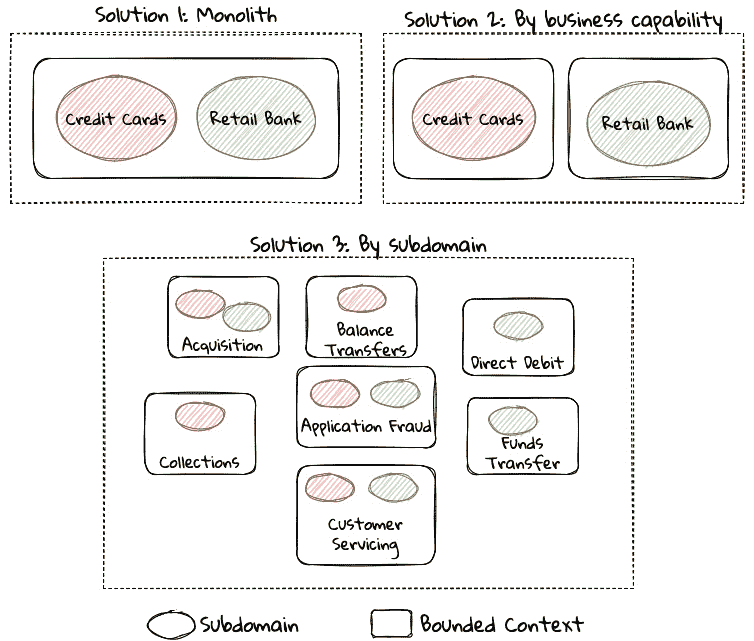 Solution 1: Monolith
Credit Cards
Retail Bank
Solution 2: By business capability
Credit Cards
Retail Bank
Solution 3: By subdomain
Acquisition
Balance
Transfers
Direct Debit
Application Fraud
Collections
Funds
Transfer
Customer
Servicing
Subdomain
Bounded Context